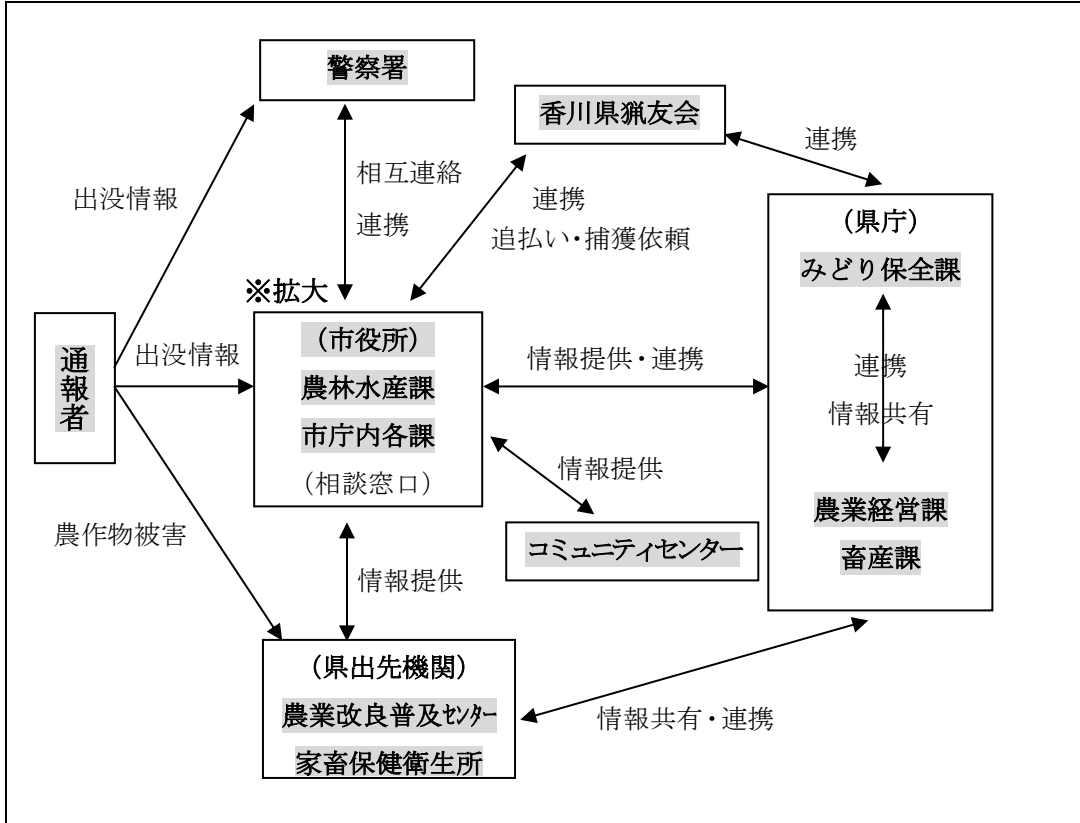 警察署
香川県猟友会
連携
出没情報
相互連絡
連携
連携
追払い・捕獲依頼
(県庁)
みどり保全課
連携
情報共有
農業経営課
畜産課
※拡大
通報者
出没情報
(市役所)
農林水産課
市庁内各課
(相談窓口)
情報提供・連携
情報提供
コミュニティセンター
農作物被害
情報提供
(県出先機関)
農業改良普及ｾﾝﾀｰ
家畜保健衛生所
情報共有・連携